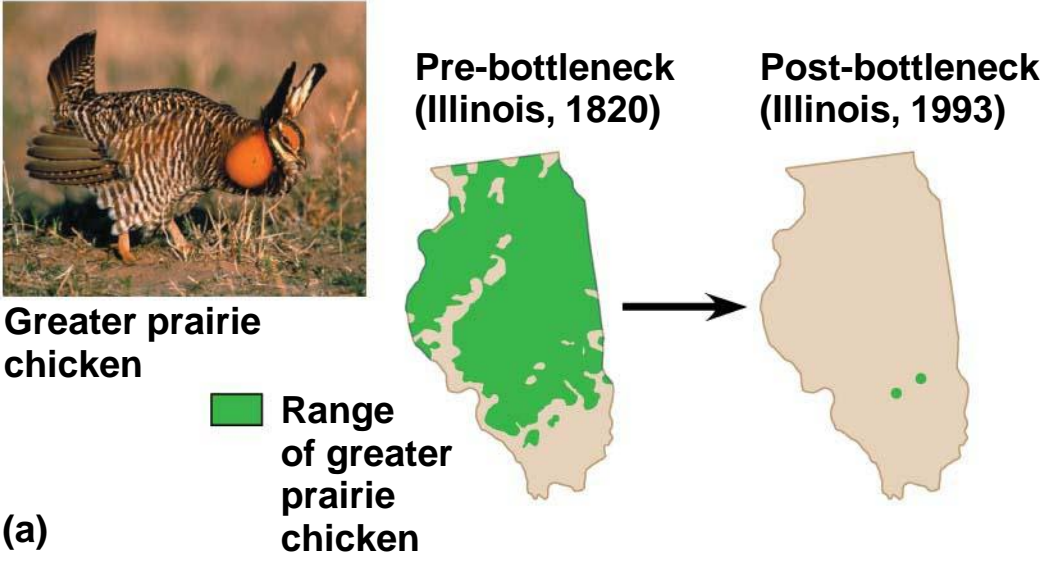 Pre-bottleneck
(Illinois, 1820)
Post-bottleneck
(Illinois, 1993)
Greater prairie
chicken
Range
of greater
prairie
chicken
(a)